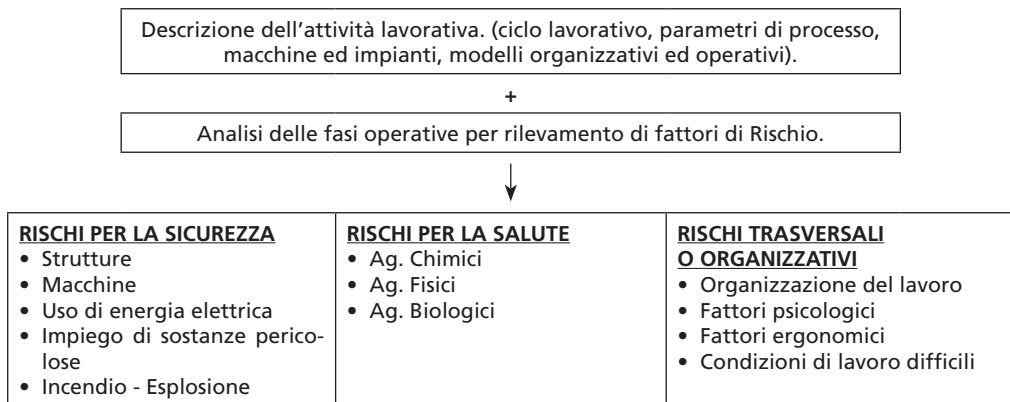 Descrizione dell'attività lavorativa. (ciclo lavorativo, parametri di processo,
macchine ed impianti, modelli organizzativi ed operativi).
+
Analisi delle fasi operative per rilevamento di fattori di Rischio.
RISCHI PER LA SICUREZZA
• Strutture
• Macchine
• Uso di energia elettrica
• Impiego di sostanze perico-
lose
• Incendio - Esplosione
RISCHI PER LA SALUTE
• Ag. Chimici
• Ag. Fisici
• Ag. Biologici
RISCHI TRASVERSALI
O ORGANIZZATIVI
• Organizzazione del lavoro
• Fattori psicologici
• Fattori ergonomici
• Condizioni di lavoro difficili